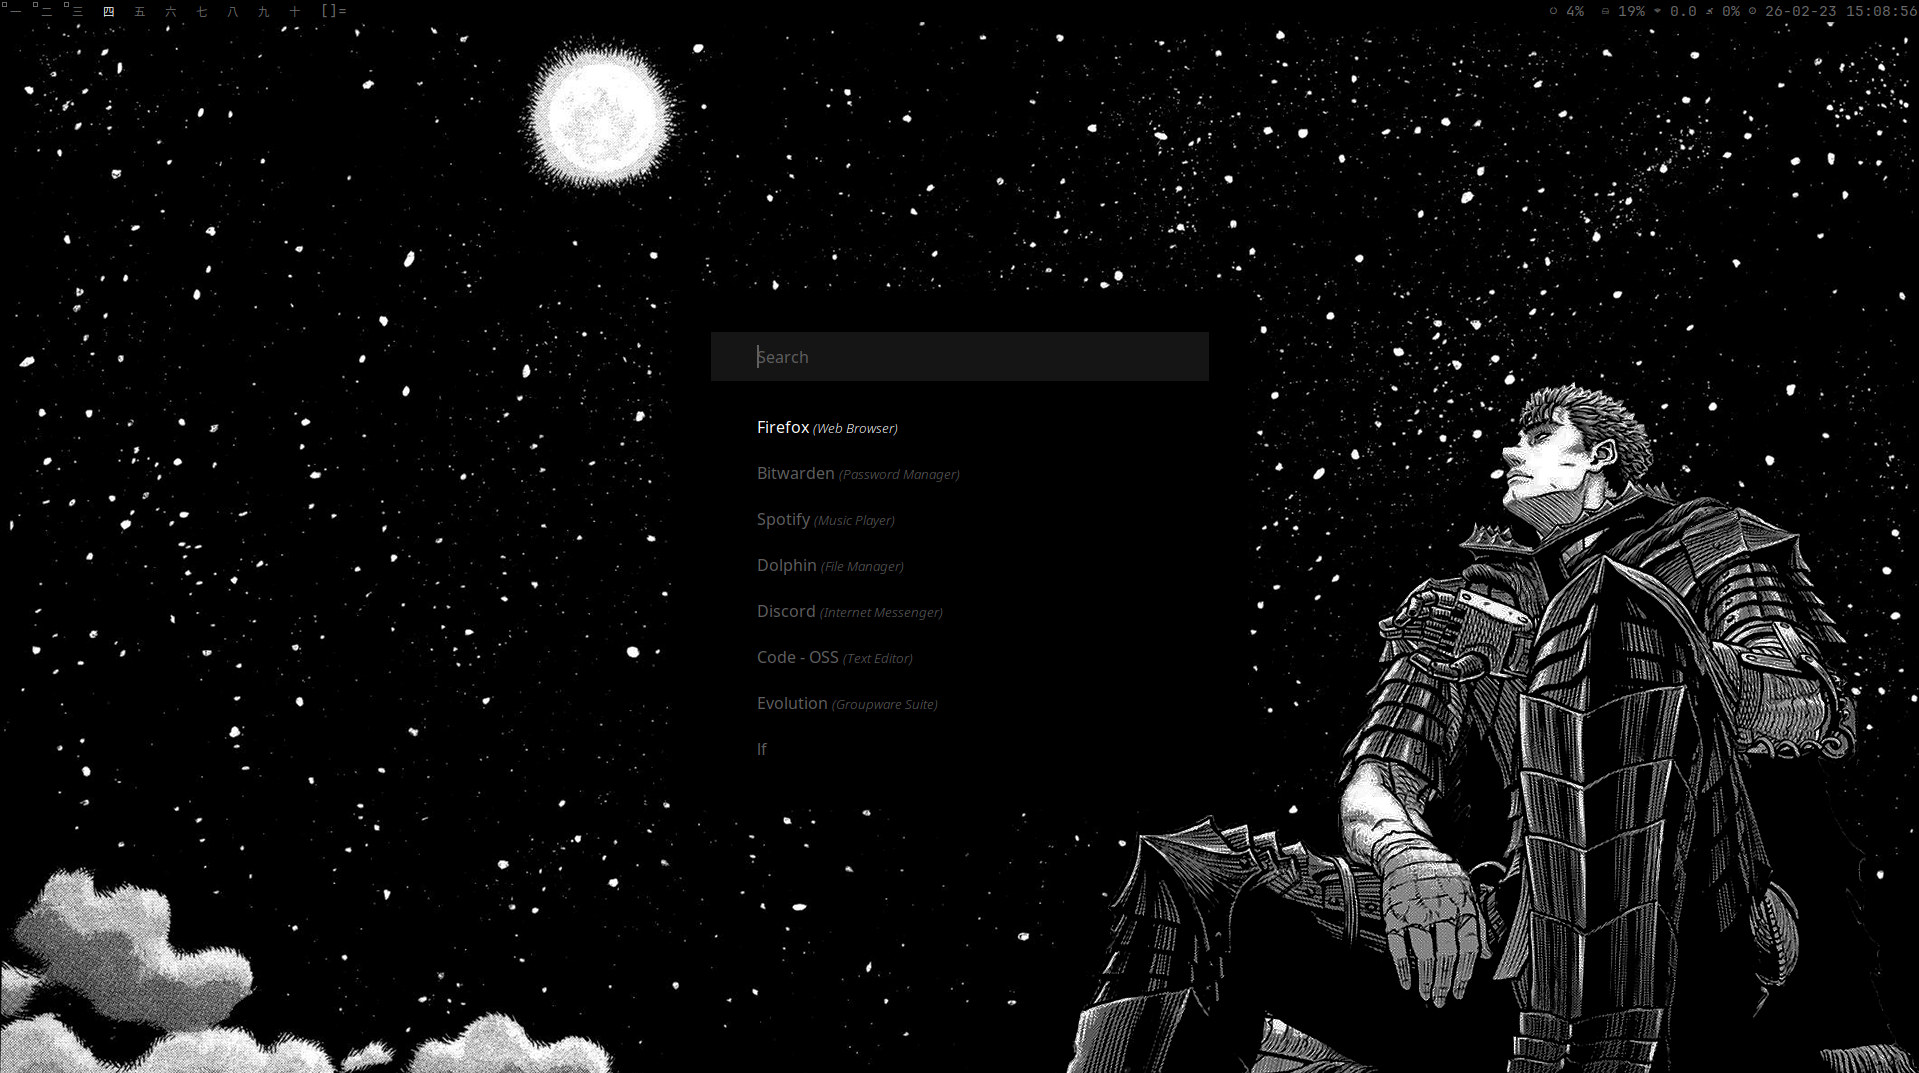 一 二 三 四 五 六 七 八 九 十 []= 4% 19% 0.0 0% 26-02-23 15:08:56
Search
Firefox (Web Browser)
Bitwarden (Password Manager)
Spotify (Music Player)
Dolphin (File Manager)
Discord (Internet Messenger)
Code - OSS (Text Editor)
Evolution (Groupware Suite)
lf